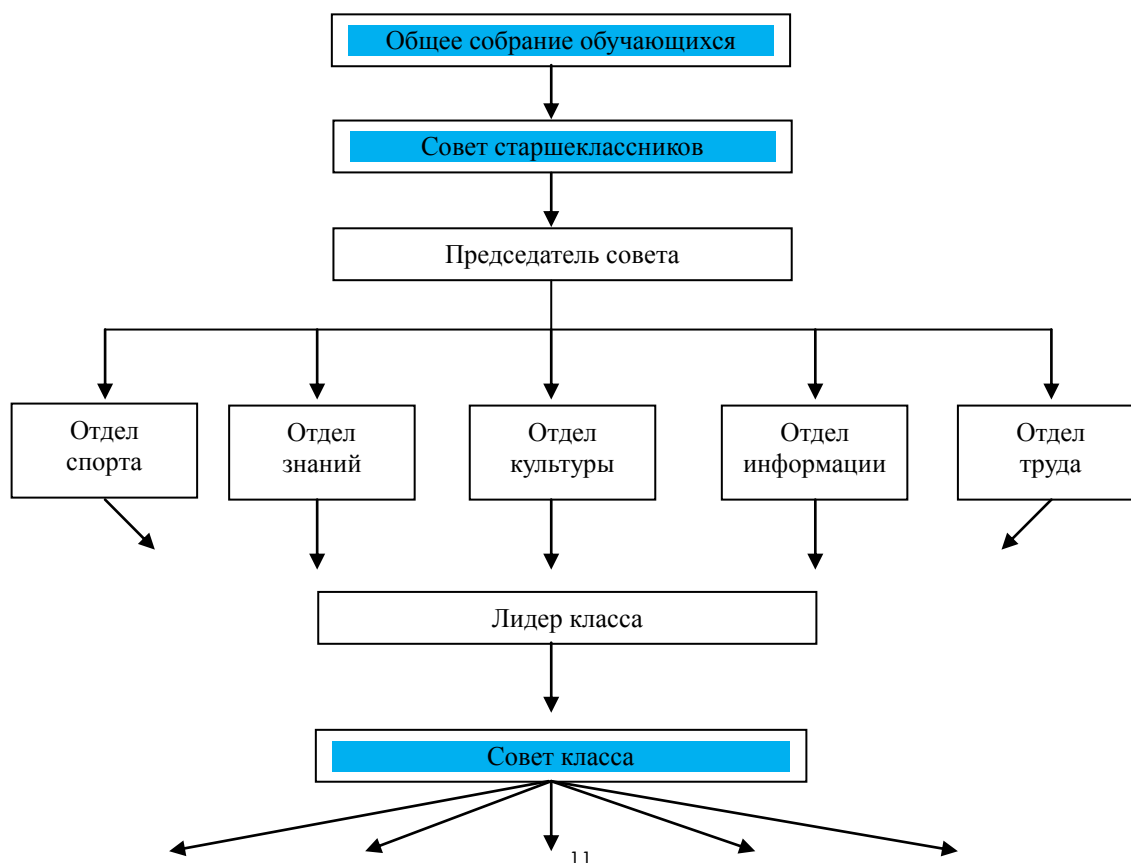 Общее собрание обучающихся
Совет старшеклассников
Председатель совета
Отдел
спорта
Отдел
знаний
Отдел
культуры
Отдел
информации
Отдел
труда
Лидер класса
Совет класса
11